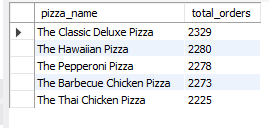 pizza_name total_orders
The Classic Deluxe Pizza 2329
The Hawaiian Pizza 2280
The Pepperoni Pizza 2278
The Barbecue Chicken Pizza 2273
The Thai Chicken Pizza 2225